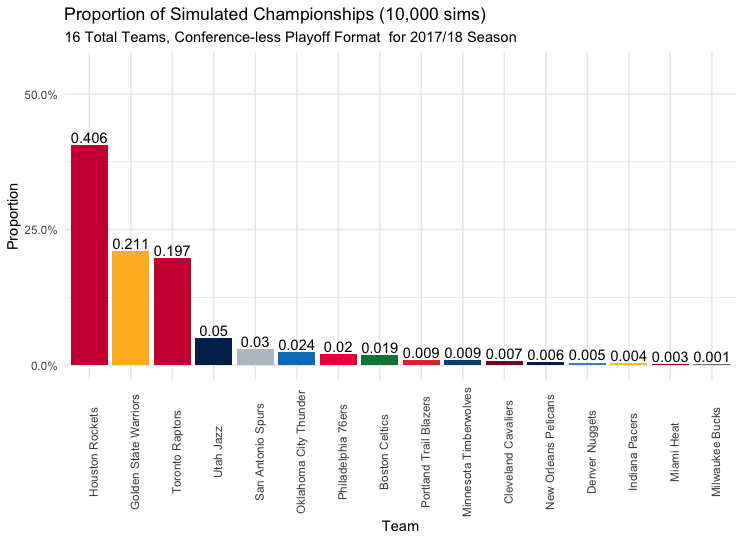 Proportion of Simulated Championships (10,000 sims)
16 Total Teams, Conference-less Playoff Format  for 2017/18 Season
Proportion
50.0%
25.0%
0.0%
0.406
0.211
0.197
0.05
0.03
0.024
0.02
0.019
0.009
0.009
0.007
0.006
0.005
0.004
0.003
0.001
Houston Rockets
Golden State Warriors
Toronto Raptors
Utah Jazz
San Antonio Spurs
Oklahoma City Thunder
Philadelphia 76ers
Boston Celtics
Portland Trail Blazers
Minnesota Timberwolves
Cleveland Cavaliers
New Orleans Pelicans
Denver Nuggets
Indiana Pacers
Miami Heat
Milwaukee Bucks
Team